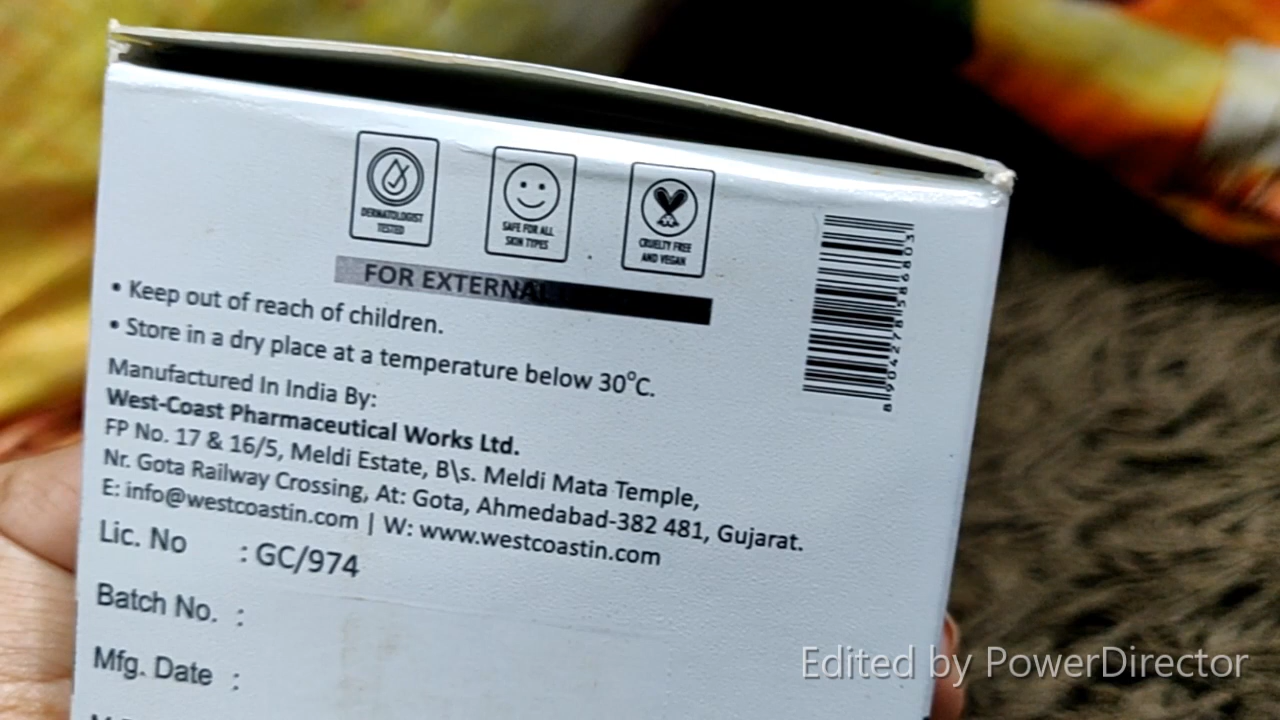 DERMATOLOGIST
TESTED
SAFE FOR ALL
SKIN TYPES
CRUELTY FREE
AND VEGAN
FOR EXTERNAL
• Keep out of reach of children.
• Store in a dry place at a temperature below 30°C.
Manufactured In India By:
West-Coast Pharmaceutical Works Ltd.
FP No. 17 & 16/5, Meldi Estate, B\s. Meldi Mata Temple,
Nr. Gota Railway Crossing, At: Gota, Ahmedabad-382 481, Gujarat.
E: info@westcoastin.com | W: www.westcoastin.com
Lic. No : GC/974
Batch No. :
Mfg. Date :
8904278586803
Edited by PowerDirector